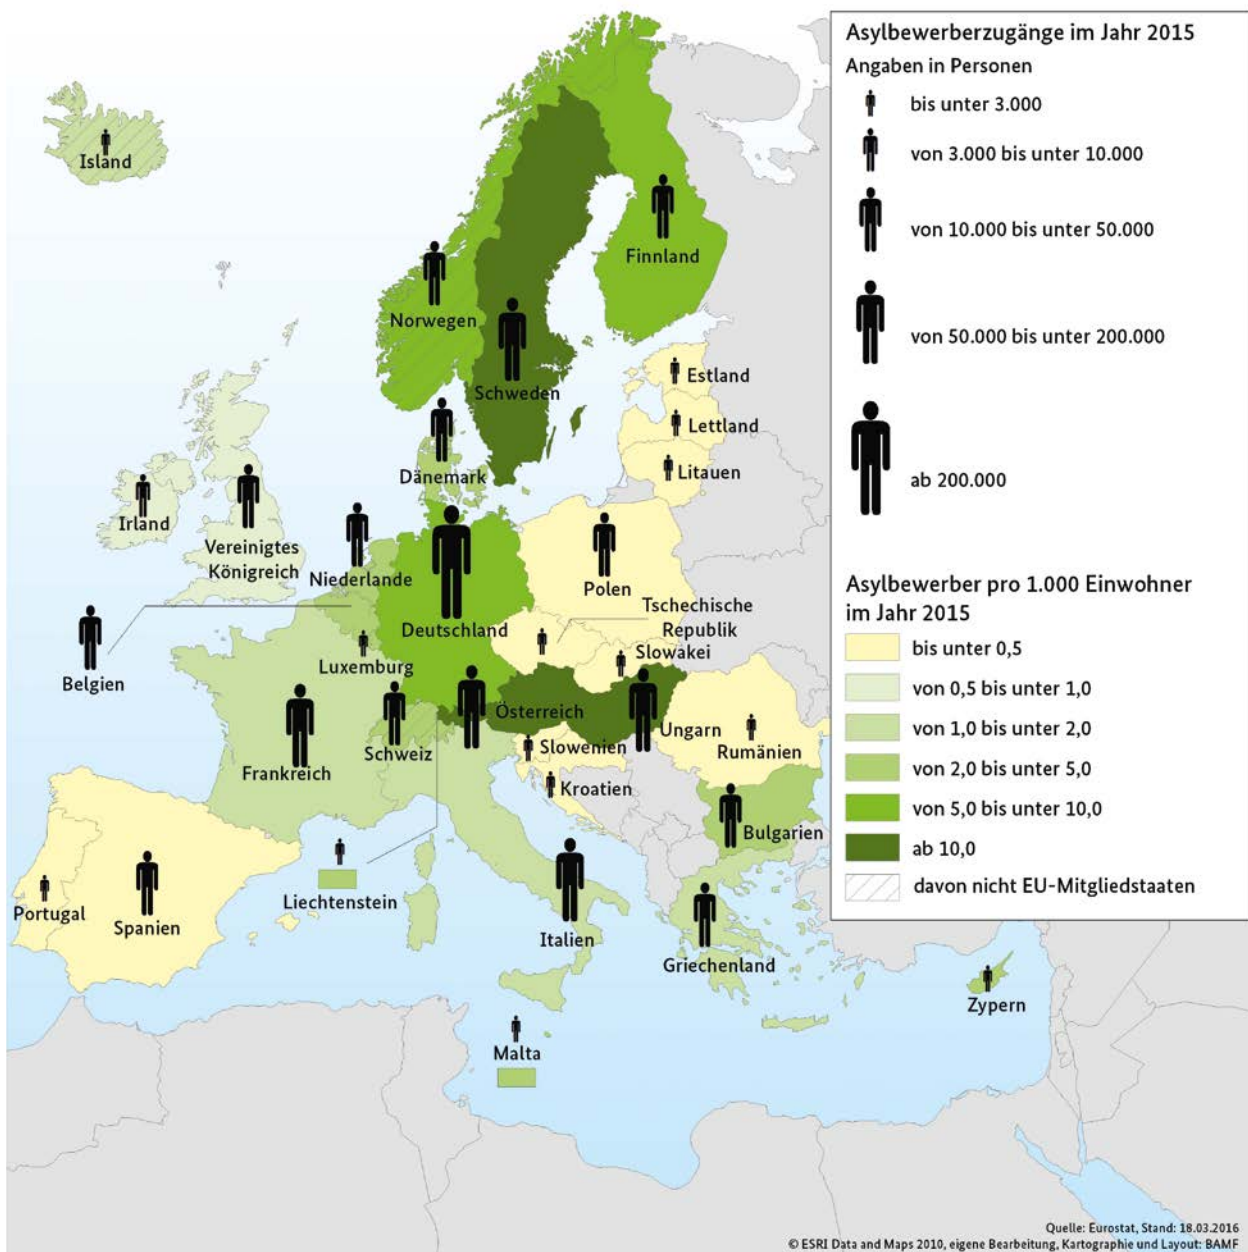 Asylbewerberzugänge im Jahr 2015
Angaben in Personen
bis unter 3.000
von 3.000 bis unter 10.000
von 10.000 bis unter 50.000
von 50.000 bis unter 200.000
ab 200.000
Asylbewerber pro 1.000 Einwohner
im Jahr 2015
bis unter 0,5
von 0,5 bis unter 1,0
von 1,0 bis unter 2,0
von 2,0 bis unter 5,0
von 5,0 bis unter 10,0
ab 10,0
davon nicht EU-Mitgliedstaaten
Island
Finnland
Norwegen
Schweden
Estland
Lettland
Litauen
Dänemark
Irland
Vereinigtes
Königreich
Niederlande
Polen
Deutschland
Tschechische
Republik
Slowakei
Luxemburg
Belgien
Österreich
Ungarn
Schweiz
Slowenien
Rumänien
Frankreich
Kroatien
Bulgarien
Liechtenstein
Portugal
Spanien
Italien
Griechenland
Zypern
Malta
Quelle: Eurostat, Stand: 18.03.2016
© ESRI Data and Maps 2010, eigene Bearbeitung, Kartographie und Layout: BAMF